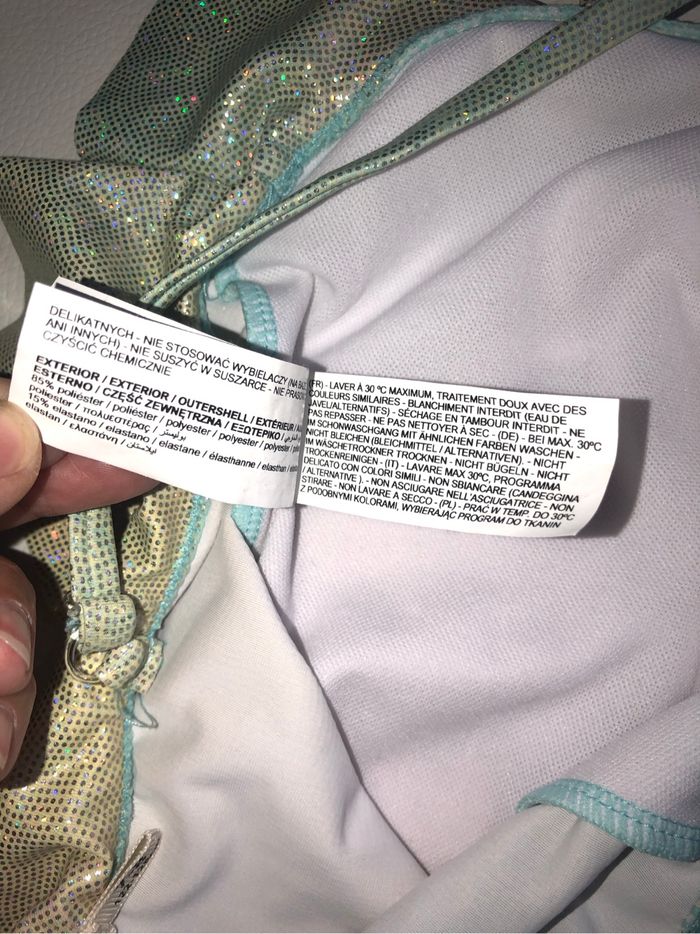 DELIKATNYCH - NIE STOSOWAĆ WYBIELACZY (NA BAZIE
ANI INNYCH) - NIE SUSZYĆ W SUSZARCE - NIE PRASOWAĆ
CZYŚCIĆ CHEMICZNIE
EXTERIOR / EXTERIOR / OUTERSHELL / EXTÉRIEUR /
ESTERNO / CZĘŚĆ ZEWNĘTRZNA / ΕΞΩΤΕΡΙΚΟ /
85% poliéster / poliéster / polyester / polyester / polyester
poliester / πολυεστέρας / بوليستر
15% elastano / elastano / elastane / élasthanne / elasthan
elastan / ελαστάνη / ايلاستان
(FR) - LAVER À 30 ºC MAXIMUM, TRAITEMENT DOUX AVEC DES
COULEURS SIMILAIRES - BLANCHIMENT INTERDIT (EAU DE
JAVEL/ALTERNATIFS) - SÉCHAGE EN TAMBOUR INTERDIT - NE
PAS REPASSER - NE PAS NETTOYER À SEC - (DE) - BEI MAX. 30ºC
IM SCHONWASCHGANG MIT ÄHNLICHEN FARBEN WASCHEN -
NICHT BLEICHEN (BLEICHMITTEL / ALTERNATIVEN). - NICHT
IM WÄSCHETROCKNER TROCKNEN - NICHT BÜGELN - NICHT
TROCKENREINIGEN - (IT) - LAVARE MAX 30ºC, PROGRAMMA
DELICATO CON COLORI SIMILI - NON SBIANCARE (CANDEGGINA
/ ALTERNATIVE ). - NON ASCIUGARE NELL'ASCIUGATRICE - NON
STIRARE - NON LAVARE A SECCO - (PL) - PRAĆ W TEMP. DO 30ºC
Z PODOBNYMI KOLORAMI, WYBIERAJĄC PROGRAM DO TKANIN